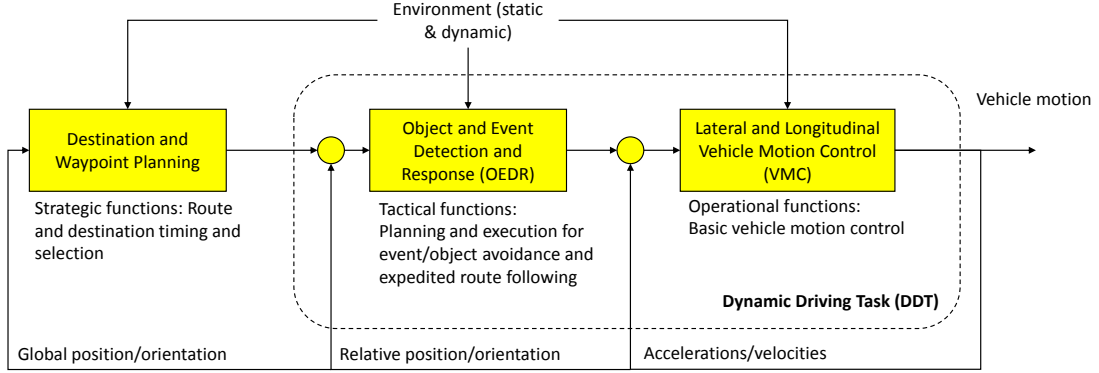 Environment (static
& dynamic)
Vehicle motion
Destination and
Waypoint Planning
Object and Event
Detection and
Response (OEDR)
Lateral and Longitudinal
Vehicle Motion Control
(VMC)
Strategic functions: Route
and destination timing and
selection
Tactical functions:
Planning and execution for
event/object avoidance and
expedited route following
Operational functions:
Basic vehicle motion control
Dynamic Driving Task (DDT)
Global position/orientation
Relative position/orientation
Accelerations/velocities